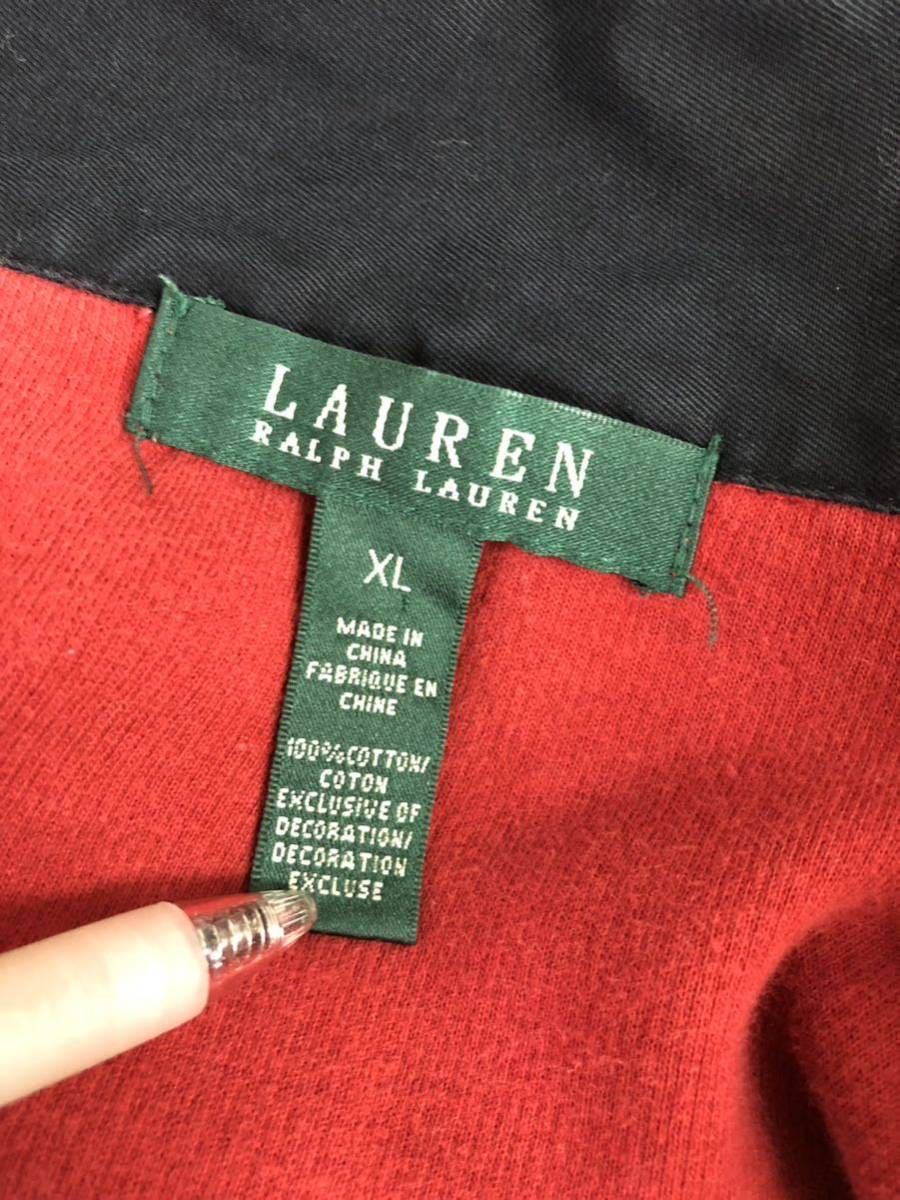 LAUREN
RALPH LAUREN
XL
MADE IN
CHINA
FABRIQUE EN
CHINE
100%COTTON/
COTON
EXCLUSIVE OF
DECORATION/
DECORATION
EXCLUSE